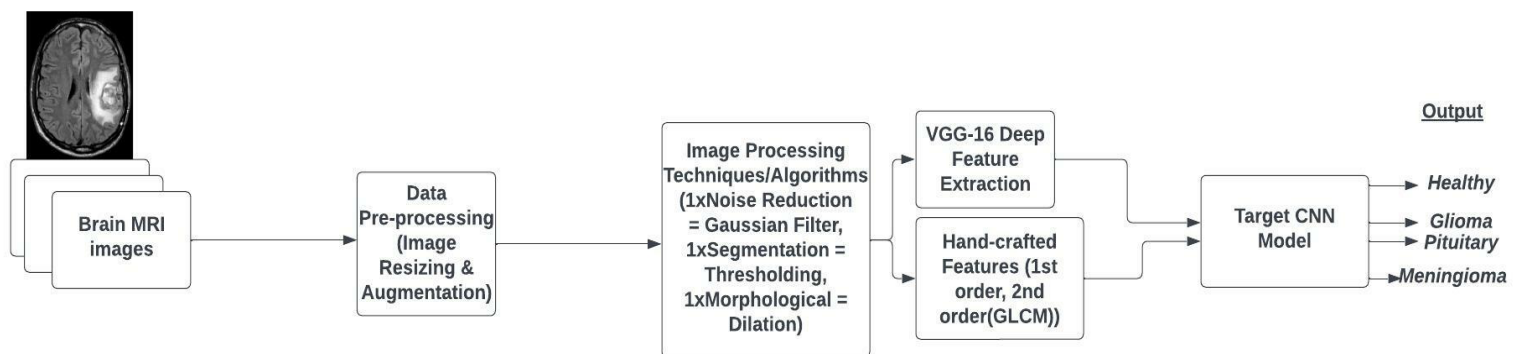 Brain MRI
images
Data
Pre-processing
(Image
Resizing &
Augmentation)
Image Processing
Techniques/Algorithms
(1xNoise Reduction
= Gaussian Filter,
1xSegmentation =
Thresholding,
1xMorphological =
Dilation)
VGG-16 Deep
Feature
Extraction
Hand-crafted
Features (1st
order, 2nd
order(GLCM))
Target CNN
Model
Output
Healthy
Glioma
Pituitary
Meningioma